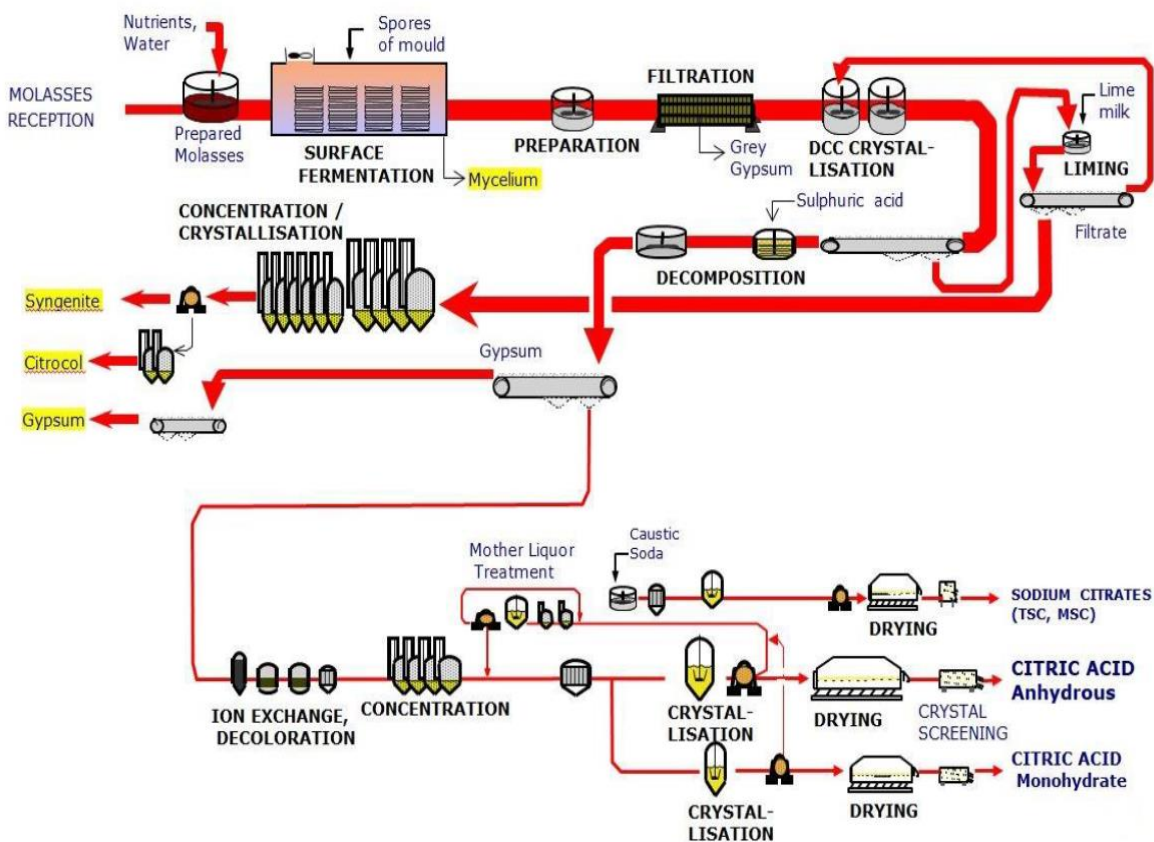 Nutrients,
Water
Spores
of mould
MOLASSES
RECEPTION
Prepared
Molasses
SURFACE
FERMENTATION
Mycelium
PREPARATION
FILTRATION
Grey
Gypsum
DCC CRYSTAL-
LISATION
Lime
milk
LIMING
Filtrate
Sulphuric acid
DECOMPOSITION
CONCENTRATION /
CRYSTALLISATION
Syngenite
Citrocol
Gypsum
Gypsum
Mother Liquor
Treatment
Caustic
Soda
DRYING
SODIUM CITRATES
(TSC, MSC)
ION EXCHANGE,
DECOLORATION
CONCENTRATION
CRYSTAL-
LISATION
DRYING
CRYSTAL
SCREENING
CITRIC ACID
Anhydrous
CRYSTAL-
LISATION
DRYING
CITRIC ACID
Monohydrate